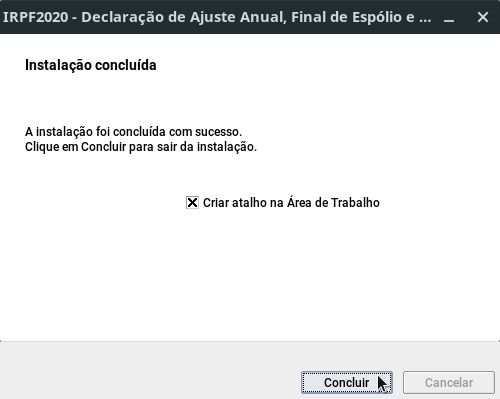 IRPF2020 - Declaração de Ajuste Anual, Final de Espólio e ...
Instalação concluída
A instalação foi concluída com sucesso.
Clique em Concluir para sair da instalação.
Criar atalho na Área de Trabalho
Concluir
Cancelar